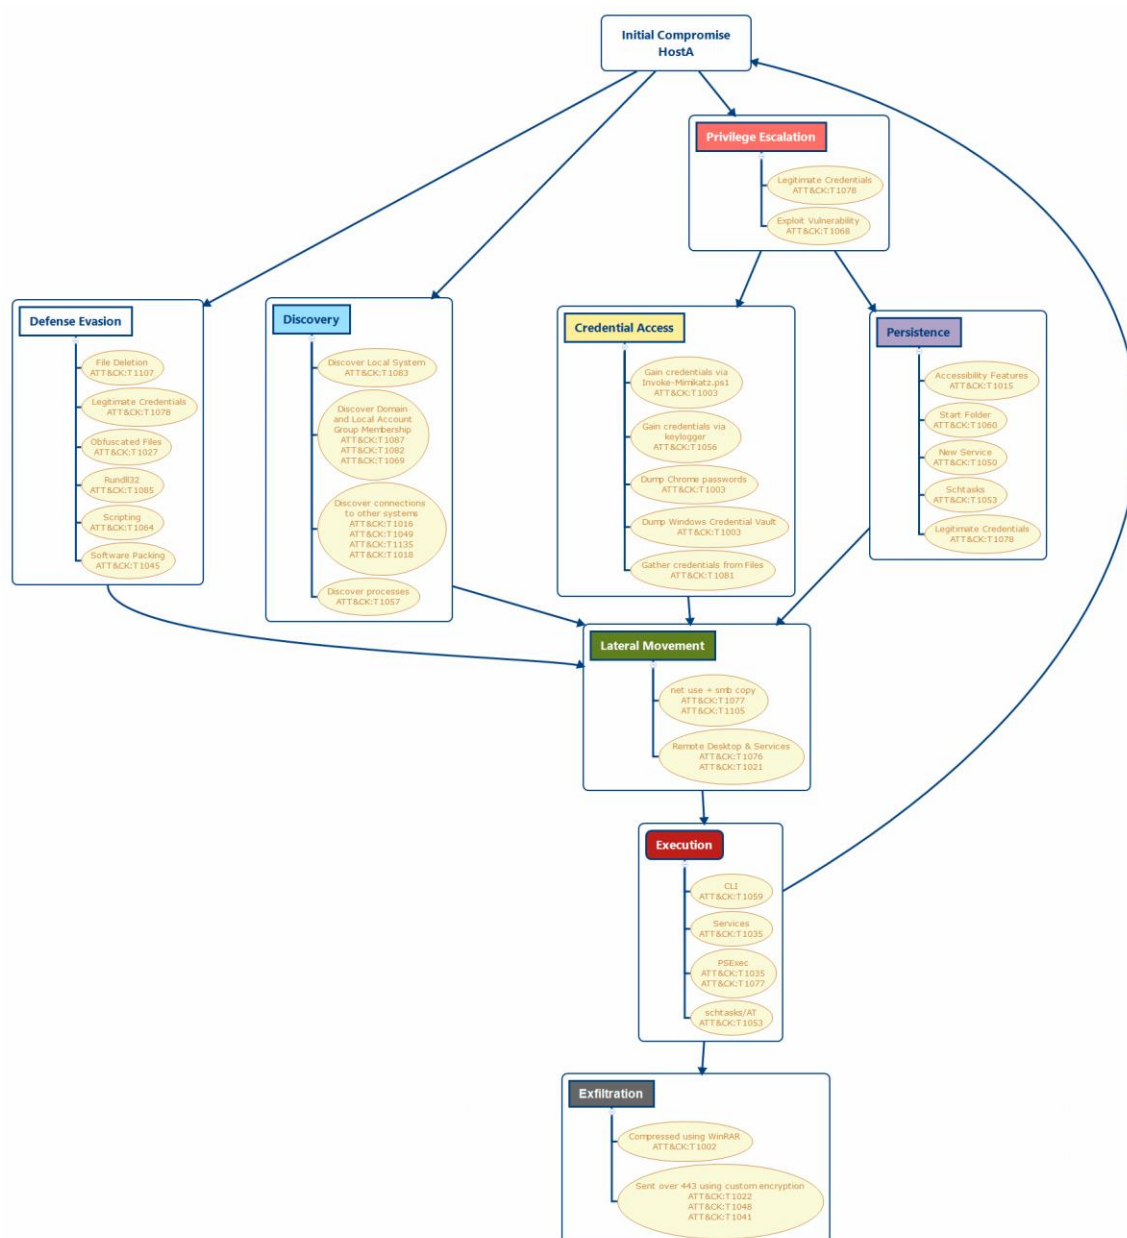 Initial Compromise
HostA
Privilege Escalation
Legitimate Credentials
ATT&CK:T1078
Exploit Vulnerability
ATT&CK:T1068
Defense Evasion
File Deletion
ATT&CK:T1107
Legitimate Credentials
ATT&CK:T1078
Obfuscated Files
ATT&CK:T1027
Rundll32
ATT&CK:T1085
Scripting
ATT&CK:T1064
Software Packing
ATT&CK:T1045
Discovery
Discover Local System
ATT&CK:T1083
Discover Domain
and Local Account
Group Membership
ATT&CK:T1087
ATT&CK:T1082
ATT&CK:T1069
Discover connections
to other systems
ATT&CK:T1016
ATT&CK:T1049
ATT&CK:T1135
ATT&CK:T1018
Discover processes
ATT&CK:T1057
Credential Access
Gain credentials via
Invoke-Mimikatz.ps1
ATT&CK:T1003
Gain credentials via
keylogger
ATT&CK:T1056
Dump Chrome passwords
ATT&CK:T1003
Dump Windows Credential Vault
ATT&CK:T1003
Gather credentials from Files
ATT&CK:T1081
Persistence
Accessibility Features
ATT&CK:T1015
Start Folder
ATT&CK:T1060
New Service
ATT&CK:T1050
Schtasks
ATT&CK:T1053
Legitimate Credentials
ATT&CK:T1078
Lateral Movement
net use + smb copy
ATT&CK:T1077
ATT&CK:T1105
Remote Desktop & Services
ATT&CK:T1076
ATT&CK:T1021
Execution
CLI
ATT&CK:T1059
Services
ATT&CK:T1035
PSExec
ATT&CK:T1035
ATT&CK:T1077
schtasks/AT
ATT&CK:T1053
Exfiltration
Compressed using WinRAR
ATT&CK:T1002
Sent over 443 using custom encryption
ATT&CK:T1022
ATT&CK:T1048
ATT&CK:T1041